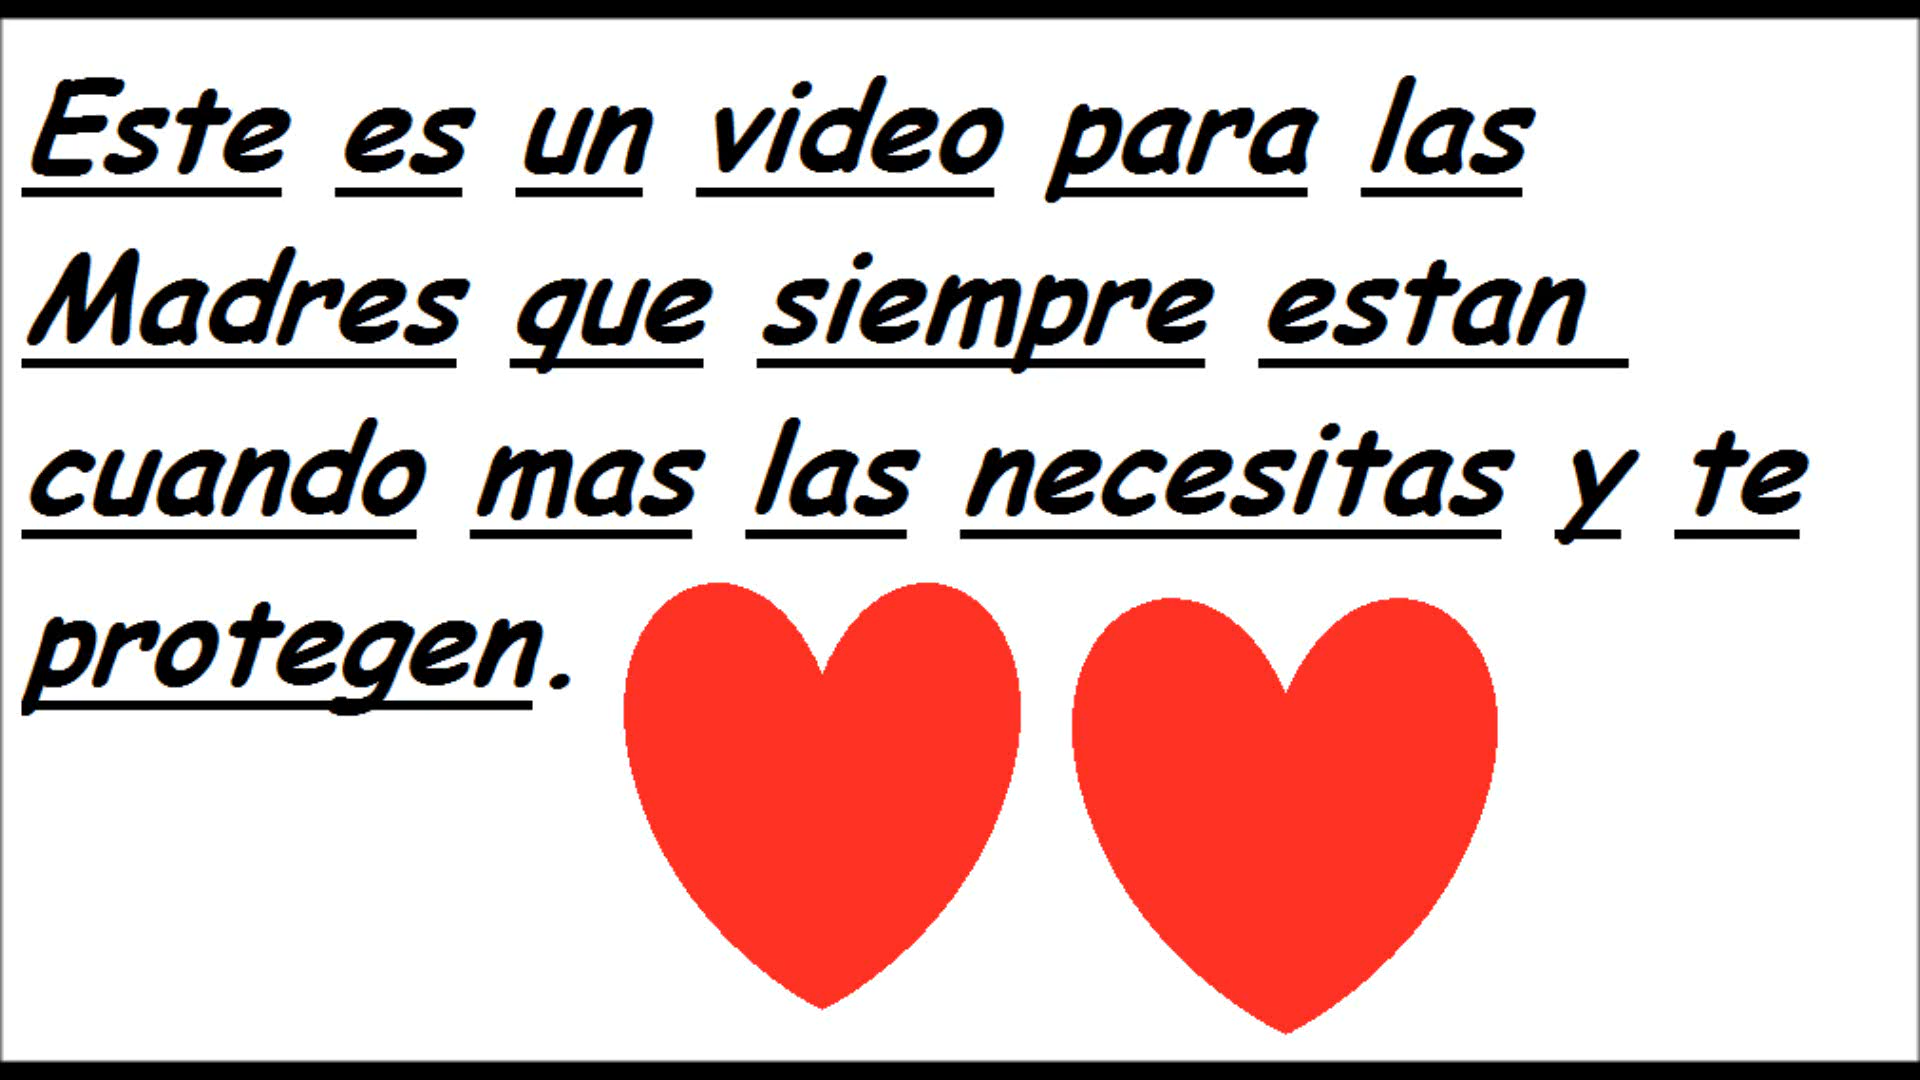 Este es un video para las
Madres que siempre estan
cuando mas las necesitas y te
protegen.